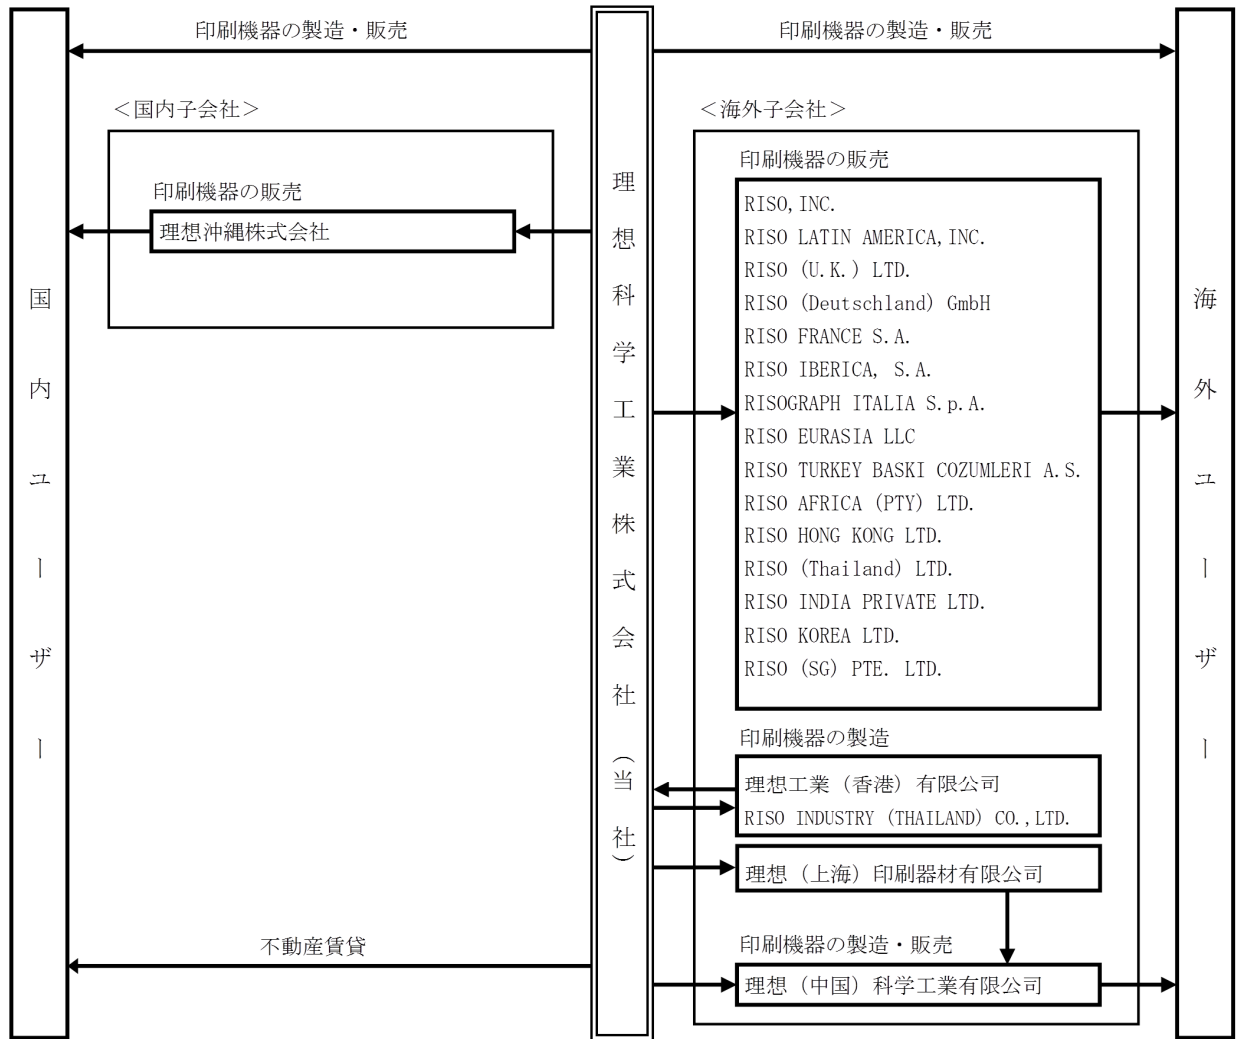 印刷機器の製造・販売
印刷機器の製造・販売
＜国内子会社＞
＜海外子会社＞
国内ユーザー
印刷機器の販売
理想沖縄株式会社
理想科学工業株式会社（当社）
印刷機器の販売
RISO,INC.
RISO LATIN AMERICA,INC.
RISO (U.K.) LTD.
RISO (Deutschland) GmbH
RISO FRANCE S.A.
RISO IBERICA, S.A.
RISOGRAPH ITALIA S.p.A.
RISO EURASIA LLC
RISO TURKEY BASKI COZUMLERI A.S.
RISO AFRICA (PTY) LTD.
RISO HONG KONG LTD.
RISO (Thailand) LTD.
RISO INDIA PRIVATE LTD.
RISO KOREA LTD.
RISO (SG) PTE. LTD.
印刷機器の製造
理想工業（香港）有限公司
RISO INDUSTRY (THAILAND) CO.,LTD.
理想（上海）印刷器材有限公司
印刷機器の製造・販売
理想（中国）科学工業有限公司
不動産賃貸
海外ユーザー